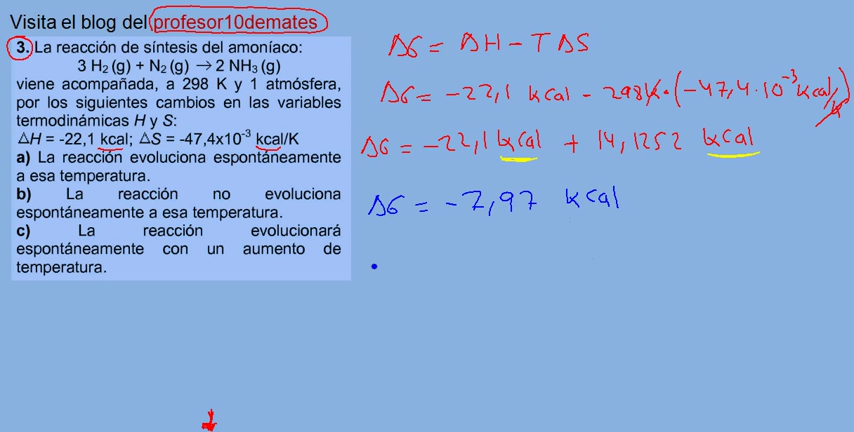 Visita el blog del profesor10demates
3. La reacción de síntesis del amoníaco:
3 H₂ (g) + N₂ (g) → 2 NH₃ (g)
viene acompañada, a 298 K y 1 atmósfera,
por los siguientes cambios en las variables
termodinámicas H y S:
△H = -22,1 kcal; △S = -47,4x10⁻³ kcal/K
a) La reacción evoluciona espontáneamente
a esa temperatura.
b) La reacción no evoluciona
espontáneamente a esa temperatura.
c) La reacción evolucionará
espontáneamente con un aumento de
temperatura.
ΔG = ΔH - T ΔS
ΔG = -22,1 kcal - 298K · (-47,4·10⁻³ kcal/K)
ΔG = -22,1 kcal + 14,1252 kcal
ΔG = -7,97 kcal